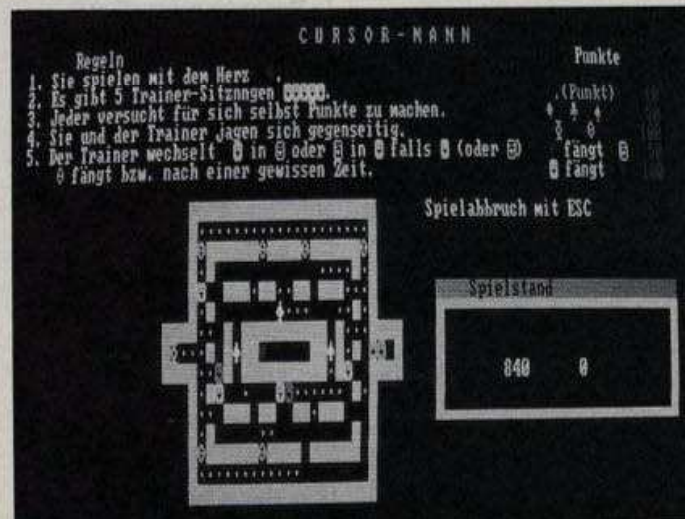 CURSOR-MANN
Regeln
Punkte
1. Sie spielen mit dem Herz .
2. Es gibt 5 Trainer-Sitznngen .
.(Punkt)
3. Jeder versucht für sich selbst Punkte zu machen.
4. Sie und der Trainer Jagen sich gegenseitig.
5. Der Trainer wechselt in oder in falls (oder )
fängt
fängt bzw. nach einer gewissen Zeit.
fängt
Spielabbruch mit ESC
Spielstand
840 0